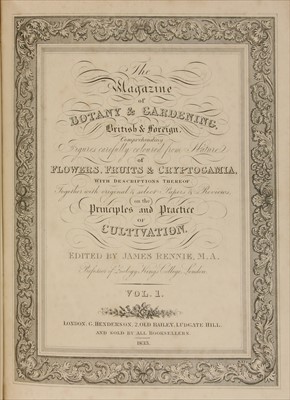 The
Magazine
of
BOTANY & GARDENING,
British & Foreign.
Comprehending
Figures carefully coloured from Nature,
of
FLOWERS, FRUITS & CRYPTOGAMIA,
WITH DESCRIPTIONS THEREOF
Together with original & select Papers & Reviews
on the
Principles and Practice
OF
CULTIVATION.
EDITED BY JAMES RENNIE, M.A.
Professor of Zoology King's College London.
VOL. 1.
LONDON, G. HENDERSON, 2, OLD BAILEY, LUDGATE HILL.
AND SOLD BY ALL BOOKSELLERS.
1833.